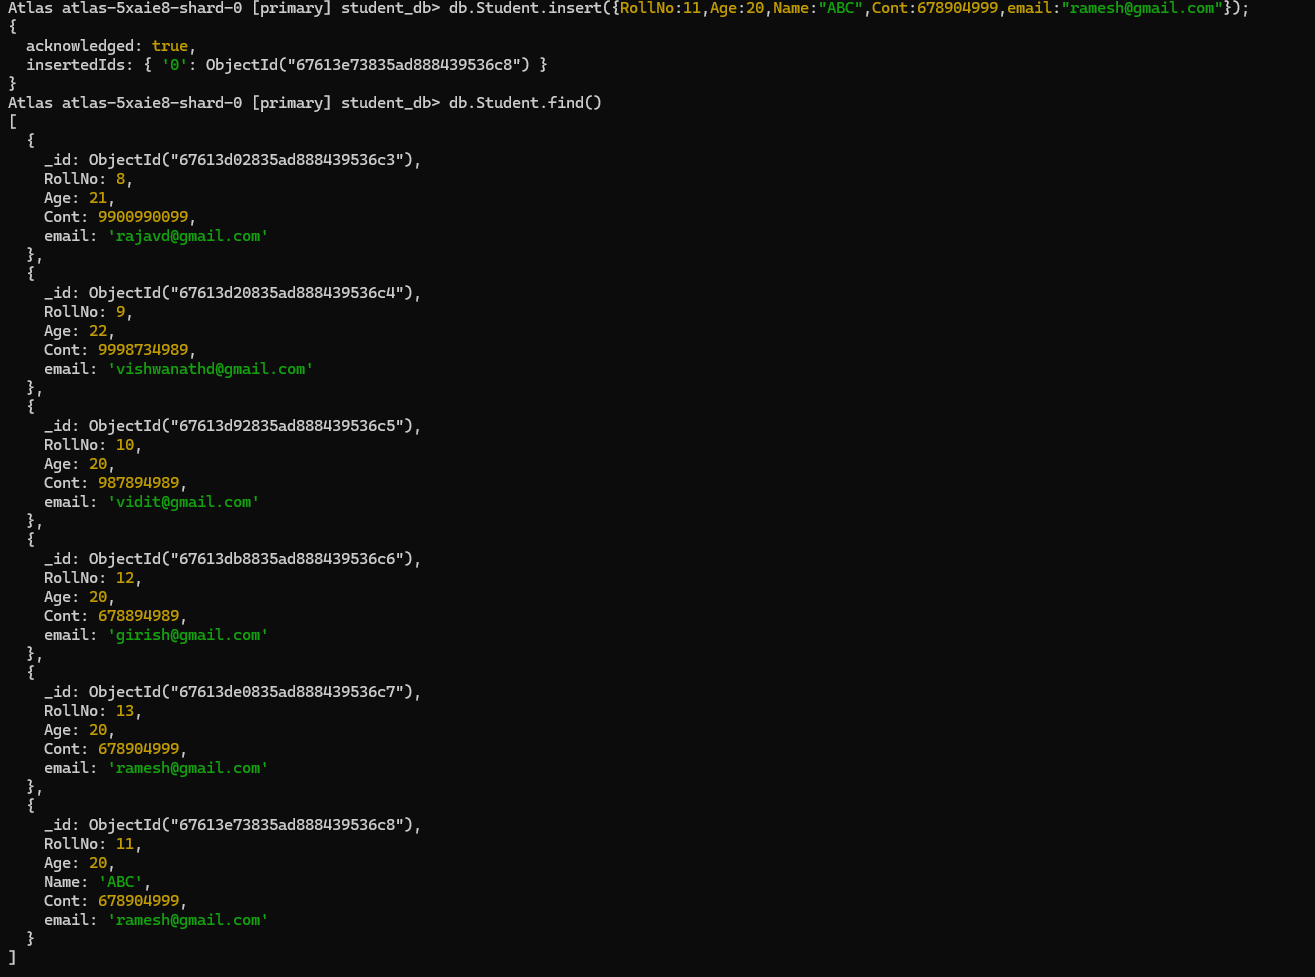 Atlas atlas-5xaie8-shard-0 [primary] student_db> db.Student.insert({RollNo:11,Age:20,Name:"ABC",Cont:678904999,email:"ramesh@gmail.com"});
{
  acknowledged: true,
  insertedIds: { '0': ObjectId("67613e73835ad888439536c8") }
}
Atlas atlas-5xaie8-shard-0 [primary] student_db> db.Student.find()
[
  {
    _id: ObjectId("67613d02835ad888439536c3"),
    RollNo: 8,
    Age: 21,
    Cont: 9900990099,
    email: 'rajavd@gmail.com'
  },
  {
    _id: ObjectId("67613d20835ad888439536c4"),
    RollNo: 9,
    Age: 22,
    Cont: 9998734989,
    email: 'vishwanathd@gmail.com'
  },
  {
    _id: ObjectId("67613d92835ad888439536c5"),
    RollNo: 10,
    Age: 20,
    Cont: 987894989,
    email: 'vidit@gmail.com'
  },
  {
    _id: ObjectId("67613db8835ad888439536c6"),
    RollNo: 12,
    Age: 20,
    Cont: 678894989,
    email: 'girish@gmail.com'
  },
  {
    _id: ObjectId("67613de0835ad888439536c7"),
    RollNo: 13,
    Age: 20,
    Cont: 678904999,
    email: 'ramesh@gmail.com'
  },
  {
    _id: ObjectId("67613e73835ad888439536c8"),
    RollNo: 11,
    Age: 20,
    Name: 'ABC',
    Cont: 678904999,
    email: 'ramesh@gmail.com'
  }
]